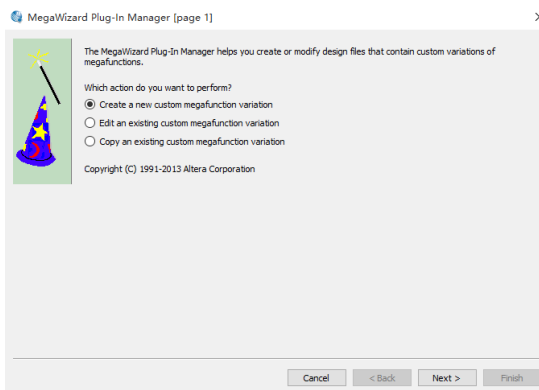 MegaWizard Plug-In Manager [page 1]
The MegaWizard Plug-In Manager helps you create or modify design files that contain custom variations of
megafunctions.
Which action do you want to perform?
Create a new custom megafunction variation
Edit an existing custom megafunction variation
Copy an existing custom megafunction variation
Copyright (C) 1991-2013 Altera Corporation
Cancel < Back Next > Finish